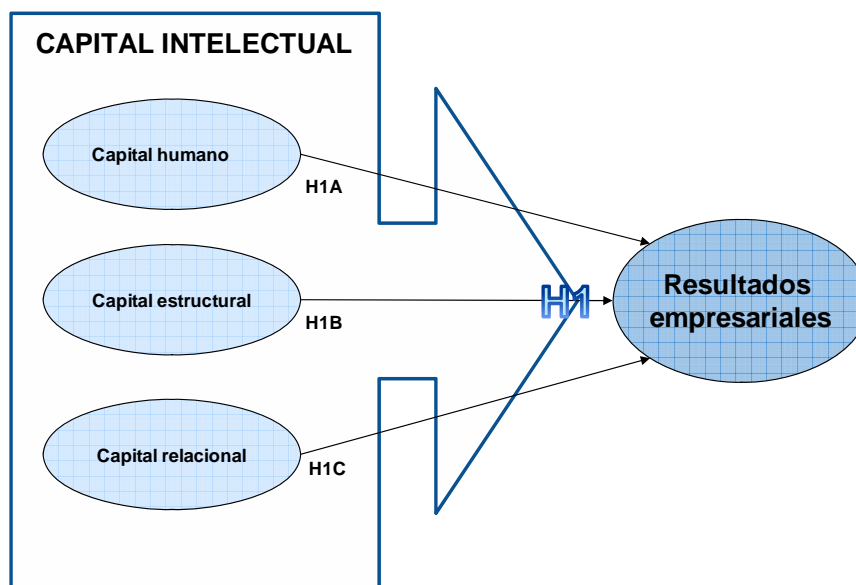 CAPITAL INTELECTUAL
Capital humano
H1A
Capital estructural
H1B
H1
Resultados
empresariales
Capital relacional
H1C